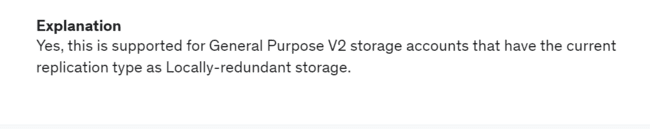 Explanation
Yes, this is supported for General Purpose V2 storage accounts that have the current
replication type as Locally-redundant storage.